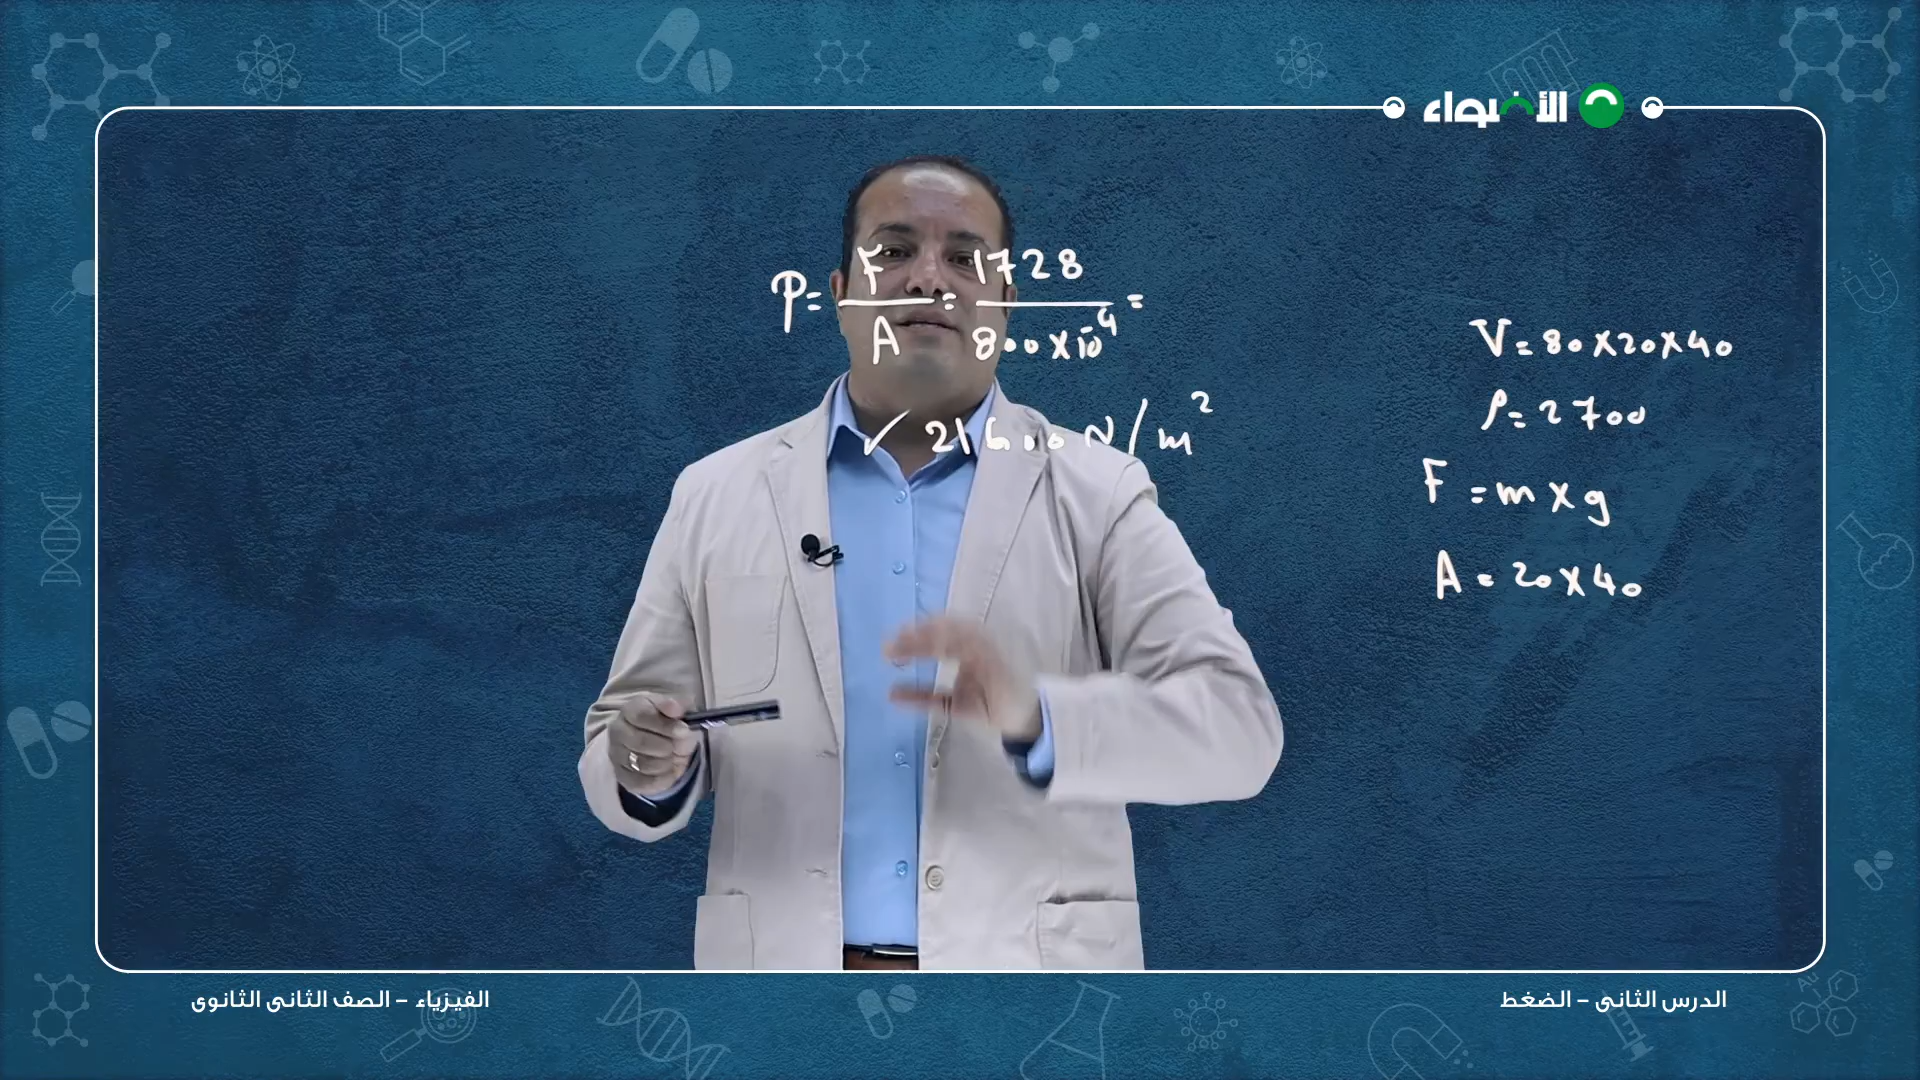 الأضواء
P = F / A = 1728 / 800 × 10⁻⁴ =
✓ 21600 N/m²
V = 80 × 20 × 40
ρ = 2700
F = m × g
A = 20 × 40
الدرس الثانى - الضغط
الفيزياء - الصف الثانى الثانوى